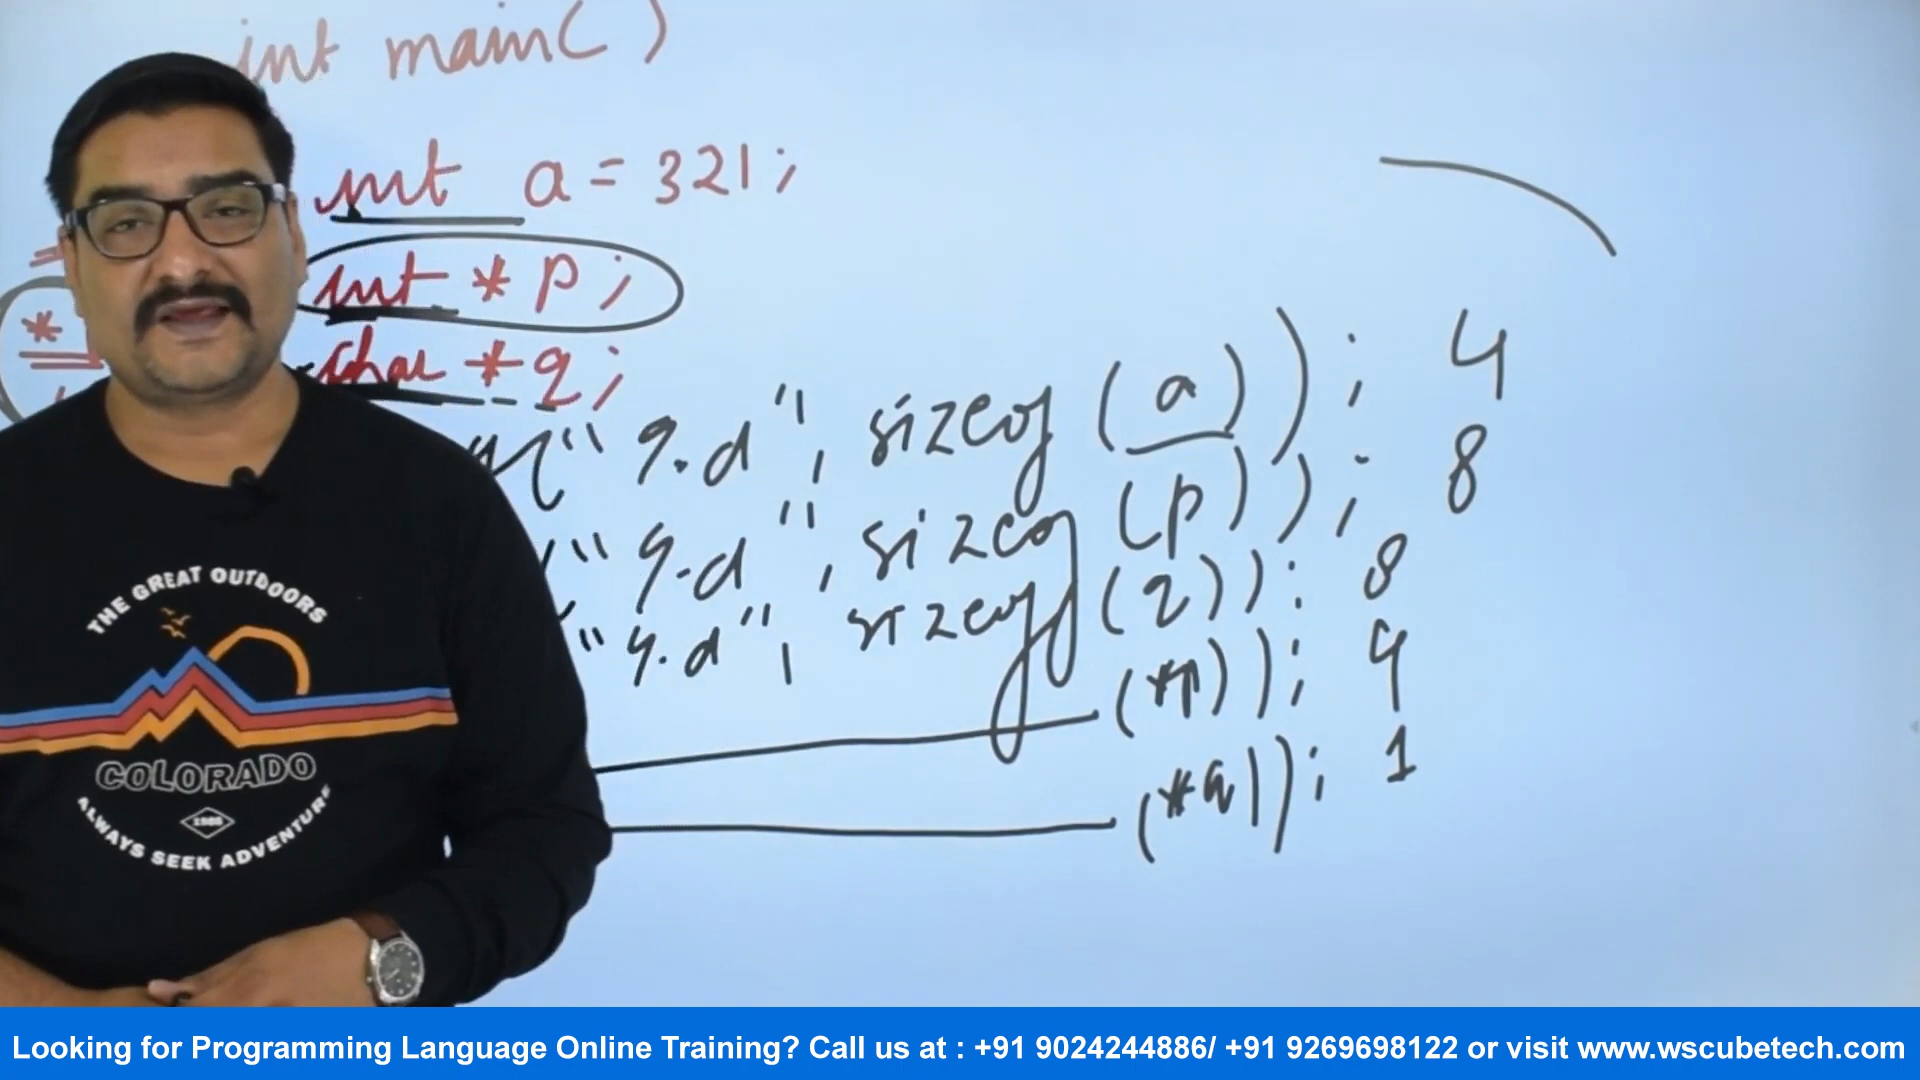 int main( )
int a = 321;
int * p ;
*
char * q ;
" %.d ", sizeof ( a ) ) ; 4
( " %.d ", sizeof ( p ) ) ; 8
" %.d ", sizeof ( q ) ) ; 8
( *p ) ) ; 4
( *q ) ) ; 1
THE GREAT OUTDOORS
COLORADO
1985
ALWAYS SEEK ADVENTURE
Looking for Programming Language Online Training? Call us at : +91 9024244886/ +91 9269698122 or visit www.wscubetech.com